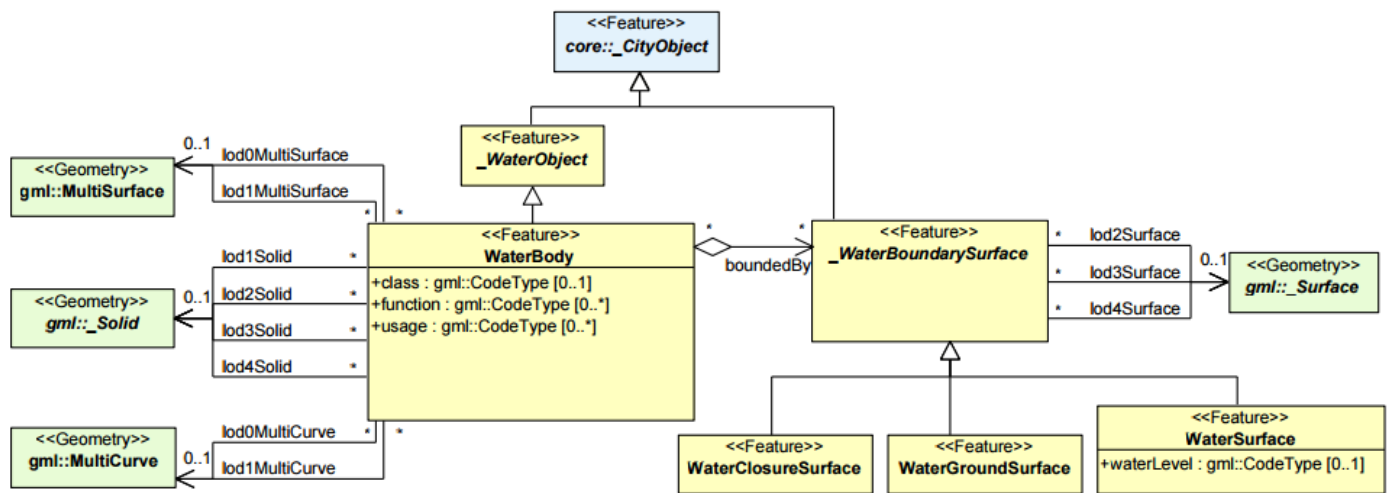 <<Feature>>
core::_CityObject
<<Feature>>
_WaterObject
<<Geometry>>
gml::MultiSurface
0..1
lod0MultiSurface
lod1MultiSurface
*
*
<<Feature>>
WaterBody
+class : gml::CodeType [0..1]
+function : gml::CodeType [0..*]
+usage : gml::CodeType [0..*]
<<Geometry>>
gml::_Solid
0..1
lod1Solid
*
lod2Solid
*
lod3Solid
*
lod4Solid
*
<<Geometry>>
gml::MultiCurve
0..1
lod0MultiCurve
lod1MultiCurve
*
*
*
*
boundedBy
<<Feature>>
_WaterBoundarySurface
*
lod2Surface
*
lod3Surface
*
lod4Surface
0..1
<<Geometry>>
gml::_Surface
<<Feature>>
WaterClosureSurface
<<Feature>>
WaterGroundSurface
<<Feature>>
WaterSurface
+waterLevel : gml::CodeType [0..1]